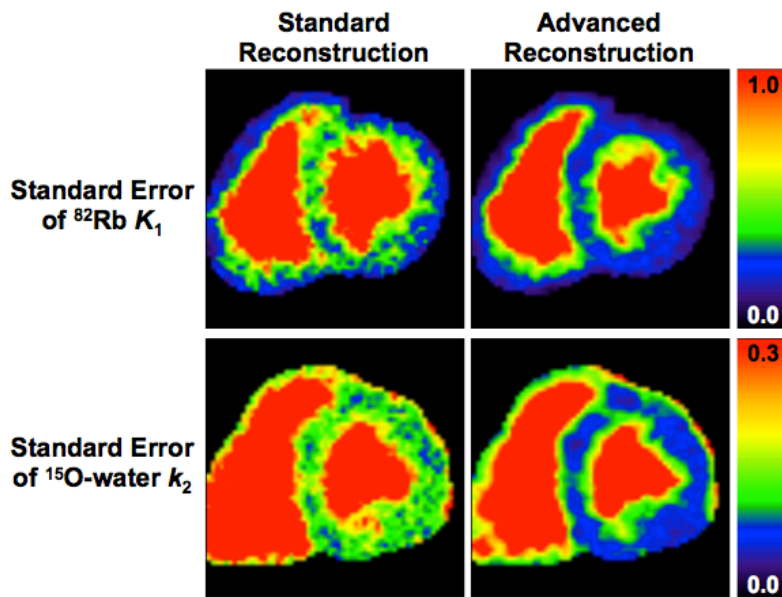 Standard
Reconstruction
Advanced
Reconstruction
Standard Error
of ⁸²Rb K₁
1.0
0.0
Standard Error
of ¹⁵O-water k₂
0.3
0.0